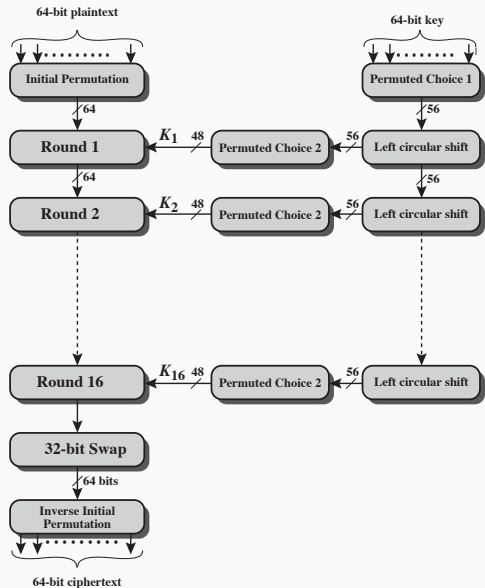 64-bit plaintext
64-bit key
Initial Permutation
Permuted Choice 1
64
56
Round 1
K1
48
Permuted Choice 2
56
Left circular shift
64
56
Round 2
K2
48
Permuted Choice 2
56
Left circular shift
Round 16
K16
48
Permuted Choice 2
56
Left circular shift
32-bit Swap
64 bits
Inverse Initial
Permutation
64-bit ciphertext